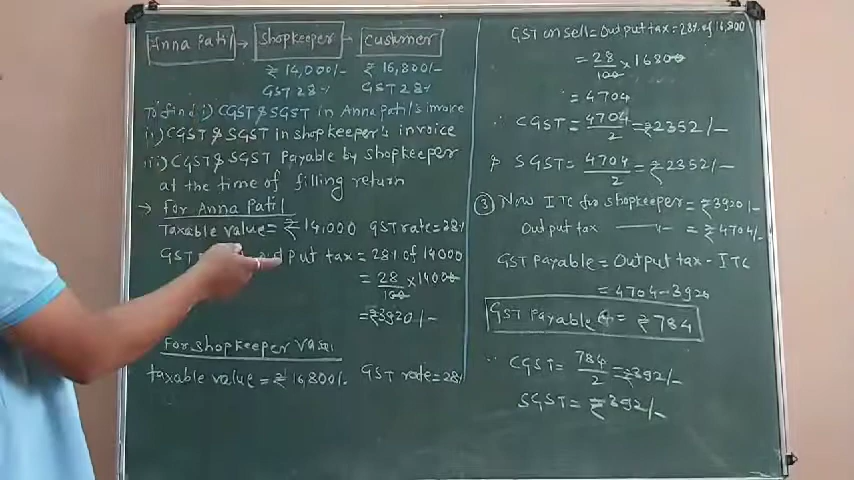 Anna Patil → Shopkeeper → Custumer
₹ 14,000/- ₹ 16,800/-
GST 28% GST 28%
To find i) CGST & SGST in Anna Patil's invoice
ii) CGST & SGST in shopkeeper's invoice
iii) CGST & SGST Payable by shopkeeper
at the time of filling return
→ For Anna Patil
Taxable value = ₹ 14,000 GST rate = 28%
GST put tax = 28% of 14000
= 28/100 × 14000
= ₹3920/-
For shopkeeper
taxable value = ₹ 16,800/- GST rate = 28%
GST on sell = Output tax = 28% of 16,800
= 28/100 × 16800
= 4704
∴ CGST = 4704/2 = ₹2352/-
& SGST = 4704/2 = ₹2352/-
③ Now ITC for shopkeeper = ₹3920/-
Output tax —〃— = ₹4704/-
GST payable = Output tax - ITC
= 4704 - 3920
GST Payable = ₹784
∵ CGST = 784/2 = ₹392/-
SGST = ₹392/-